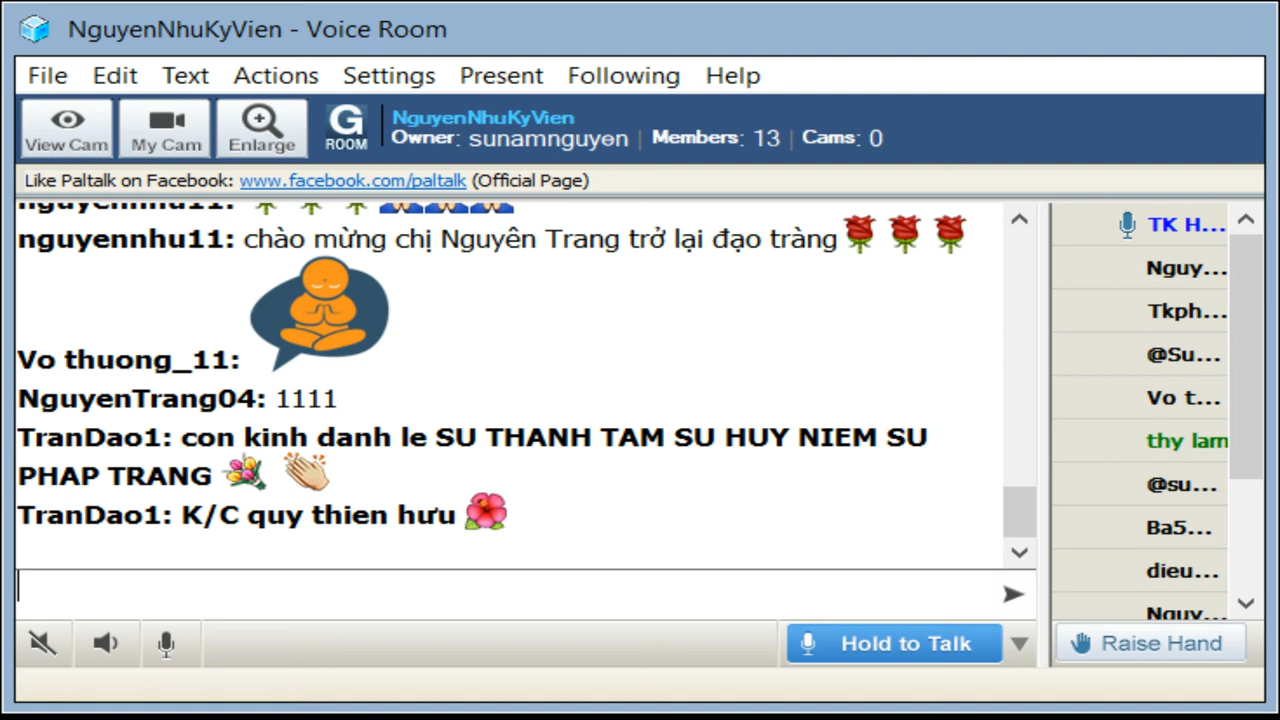 NguyenNhuKyVien - Voice Room
File Edit Text Actions Settings Present Following Help
View Cam My Cam Enlarge G ROOM
NguyenNhuKyVien
Owner: sunamnguyen | Members: 13 | Cams: 0
Like Paltalk on Facebook: www.facebook.com/paltalk (Official Page)
nguyennhu11:
nguyennhu11: chào mừng chị Nguyên Trang trở lại đạo tràng
Vo thuong_11:
NguyenTrang04: 1111
TranDao1: con kinh danh le SU THANH TAM SU HUY NIEM SU
PHAP TRANG
TranDao1: K/C quy thien hưu
TK H...
Nguy...
Tkph...
@Su...
Vo t...
thy lam
@su...
Ba5...
dieu...
Nguy...
Hold to Talk
Raise Hand